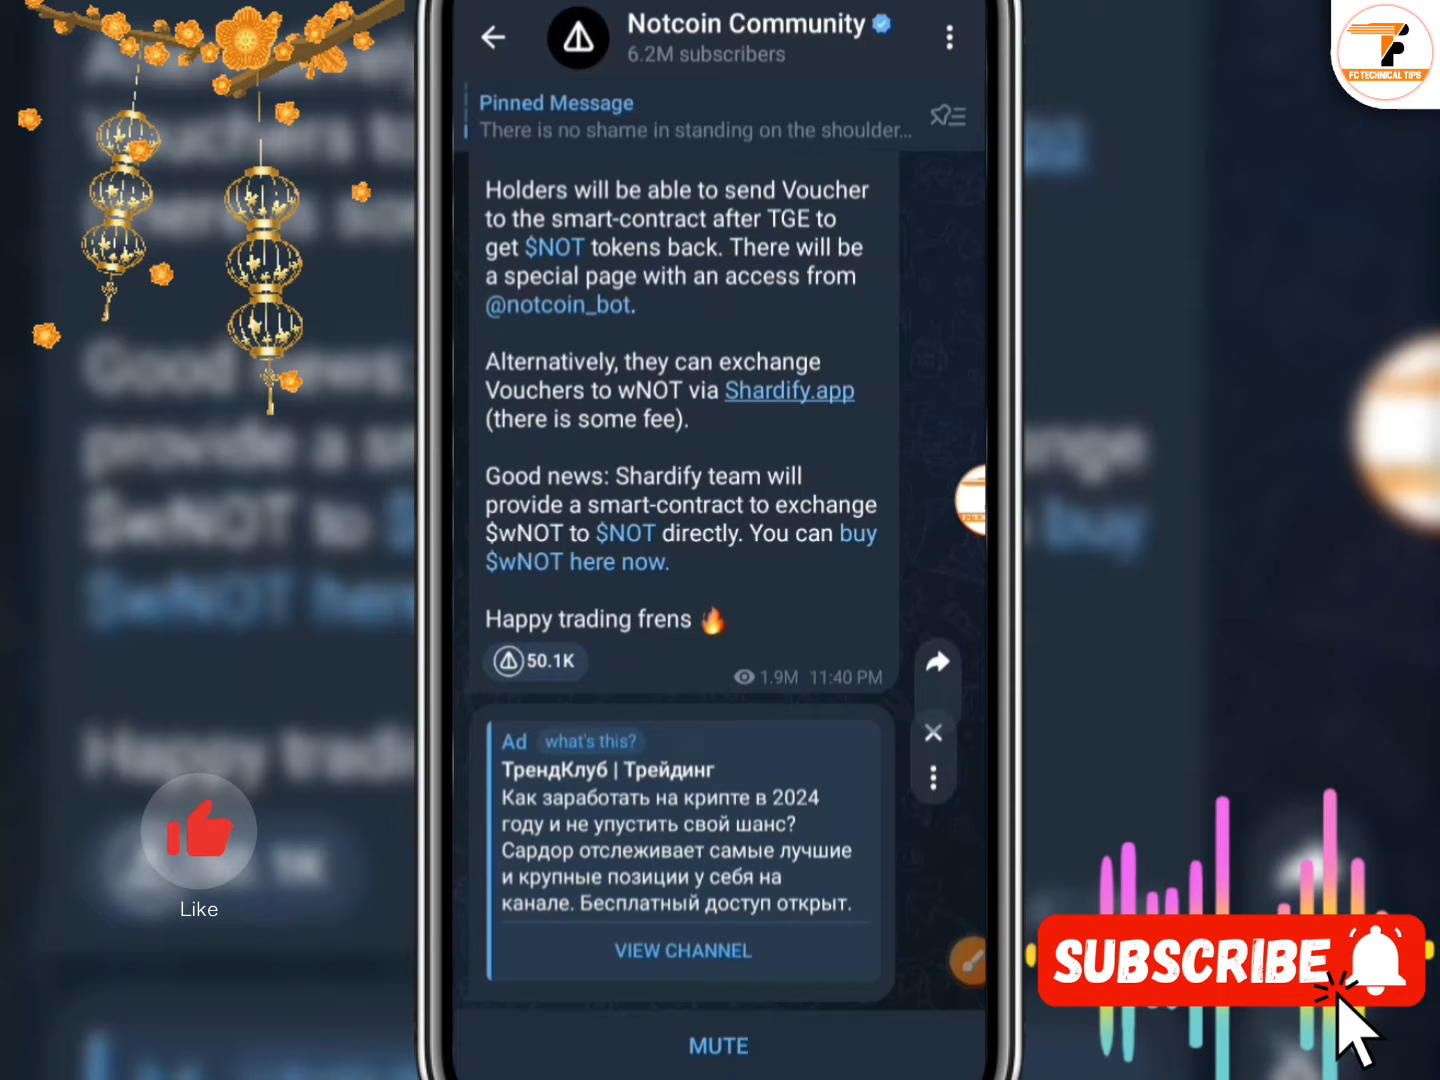 Notcoin Community
6.2M subscribers
Pinned Message
There is no shame in standing on the shoulder...
Holders will be able to send Voucher
to the smart-contract after TGE to
get $NOT tokens back. There will be
a special page with an access from
@notcoin_bot.
Alternatively, they can exchange
Vouchers to wNOT via Shardify.app
(there is some fee).
Good news: Shardify team will
provide a smart-contract to exchange
$wNOT to $NOT directly. You can buy
$wNOT here now.
Happy trading frens 🔥
50.1K
1.9M 11:40 PM
Ad what's this?
ТрендКлуб | Трейдинг
Как заработать на крипте в 2024
году и не упустить свой шанс?
Сардор отслеживает самые лучшие
и крупные позиции у себя на
канале. Бесплатный доступ открыт.
VIEW CHANNEL
MUTE
Like
SUBSCRIBE
FC TECHNICAL TIPS